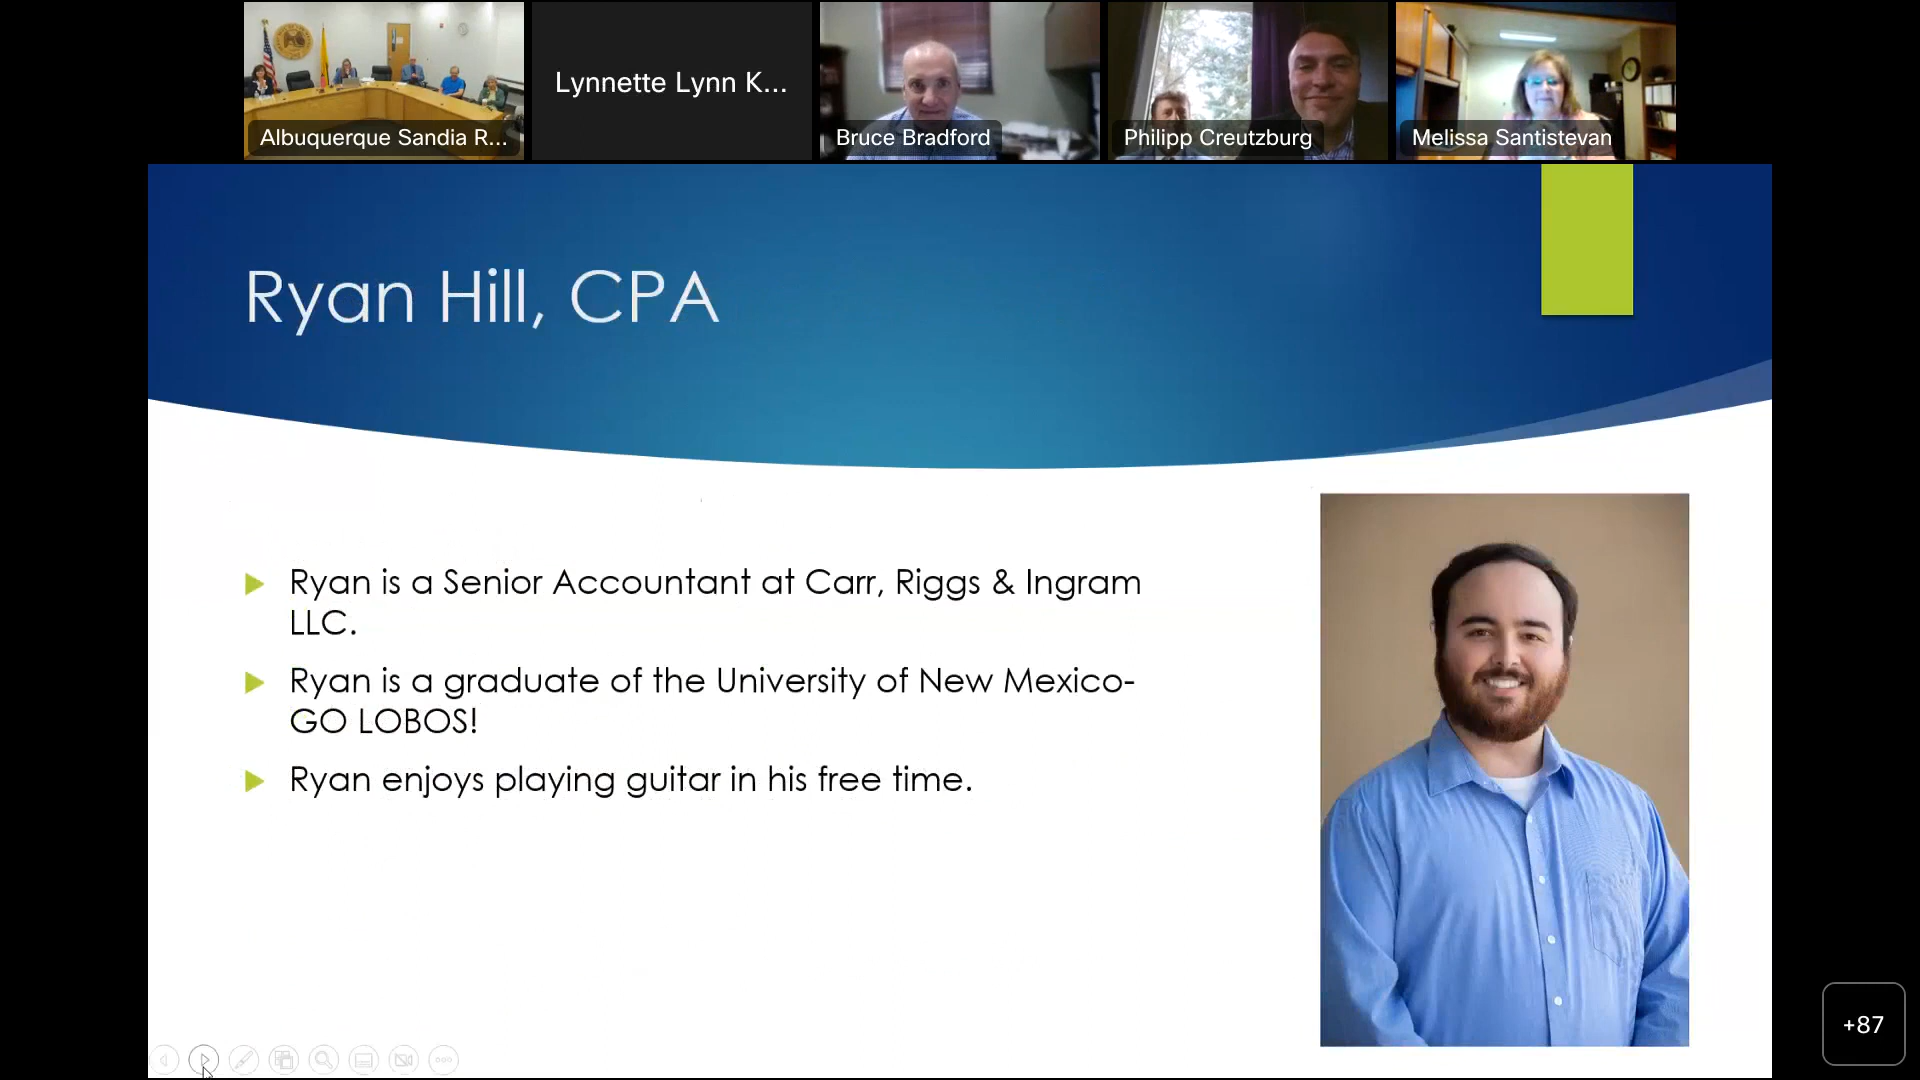 Albuquerque Sandia R...
Lynnette Lynn K...
Bruce Bradford
Philipp Creutzburg
Melissa Santistevan
Ryan Hill, CPA
Ryan is a Senior Accountant at Carr, Riggs & Ingram
LLC.
Ryan is a graduate of the University of New Mexico-
GO LOBOS!
Ryan enjoys playing guitar in his free time.
+87